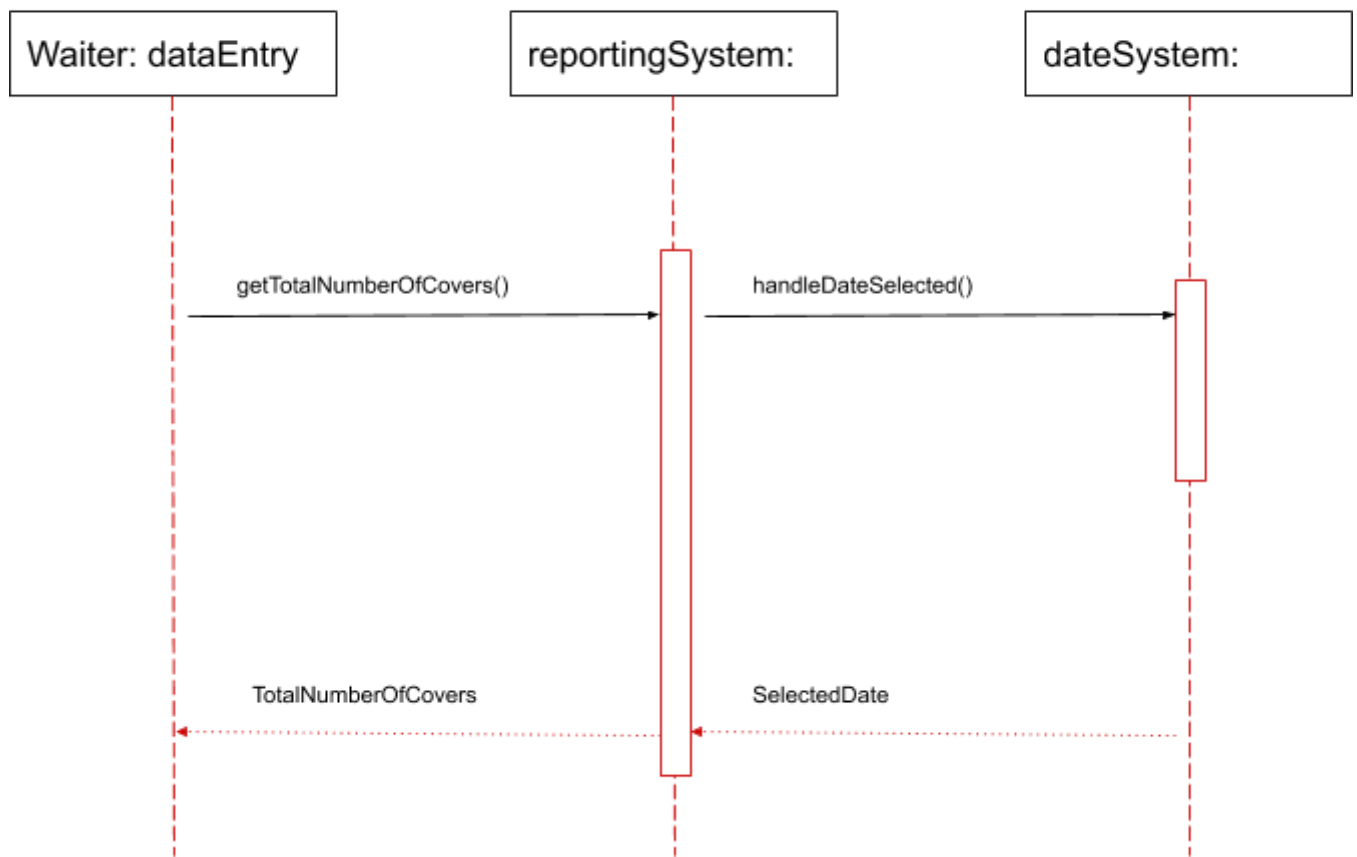 Waiter: dataEntry
reportingSystem:
dateSystem:
getTotalNumberOfCovers()
handleDateSelected()
TotalNumberOfCovers
SelectedDate